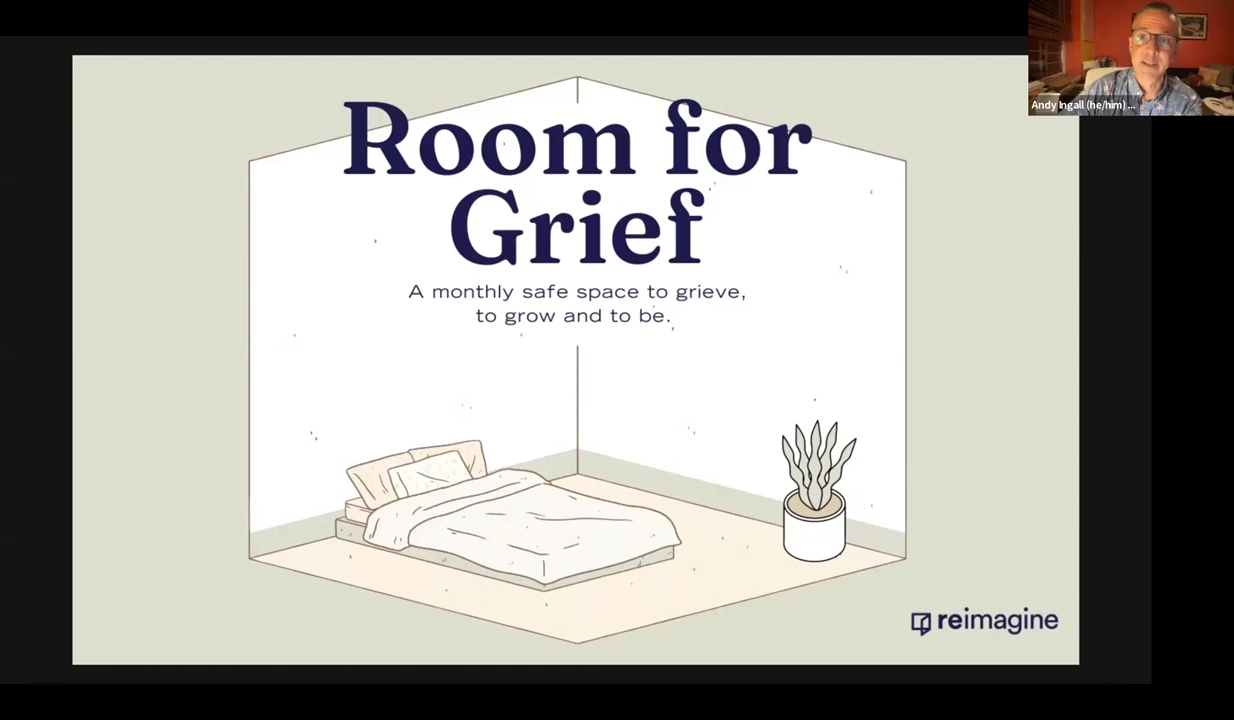 Room for
Grief
A monthly safe space to grieve,
to grow and to be.
reimagine
Andy Ingall (he/him) ...